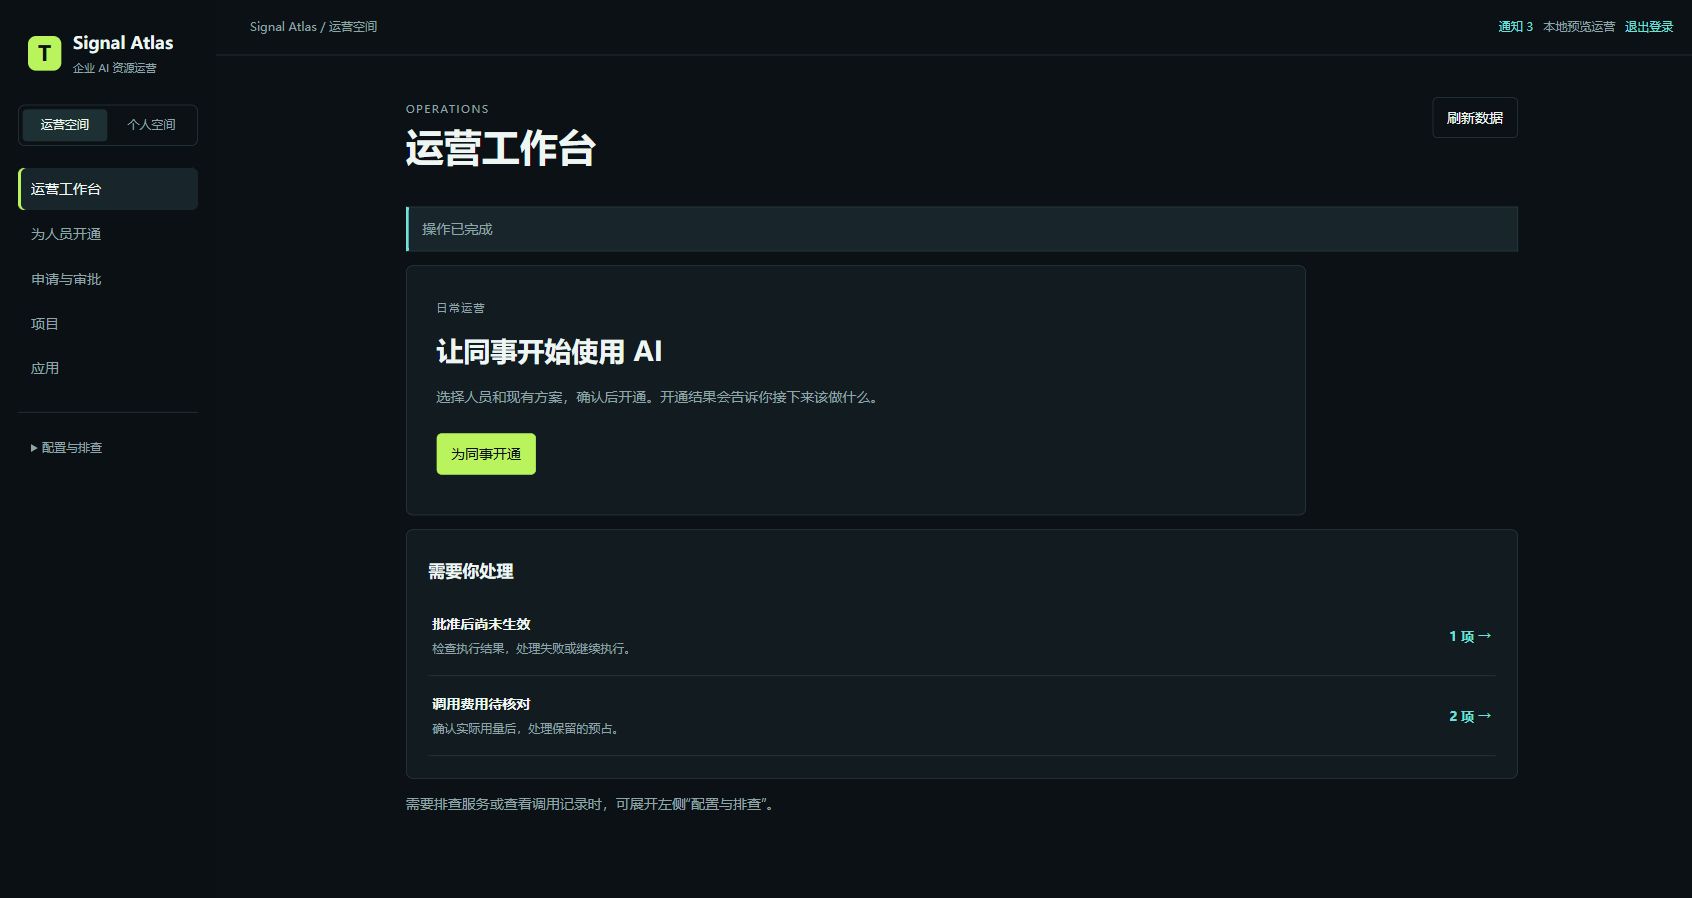 T
Signal Atlas
企业 AI 资源运营
运营空间
个人空间
运营工作台
为人员开通
申请与审批
项目
应用
配置与排查
Signal Atlas / 运营空间
通知 3 本地预览运营 退出登录
OPERATIONS
运营工作台
刷新数据
操作已完成
日常运营
让同事开始使用 AI
选择人员和现有方案，确认后开通。开通结果会告诉你接下来该做什么。
为同事开通
需要你处理
批准后尚未生效
检查执行结果，处理失败或继续执行。
1 项 →
调用费用待核对
确认实际用量后，处理保留的预占。
2 项 →
需要排查服务或查看调用记录时，可展开左侧“配置与排查”。